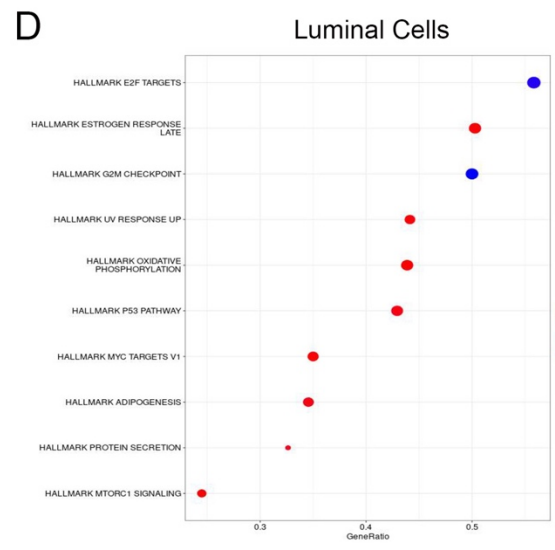 D
Luminal Cells
HALLMARK E2F TARGETS
HALLMARK ESTROGEN RESPONSE
LATE
HALLMARK G2M CHECKPOINT
HALLMARK UV RESPONSE UP
HALLMARK OXIDATIVE
PHOSPHORYLATION
HALLMARK P53 PATHWAY
HALLMARK MYC TARGETS V1
HALLMARK ADIPOGENESIS
HALLMARK PROTEIN SECRETION
HALLMARK MTORC1 SIGNALING
0.3 0.4 0.5
GeneRatio